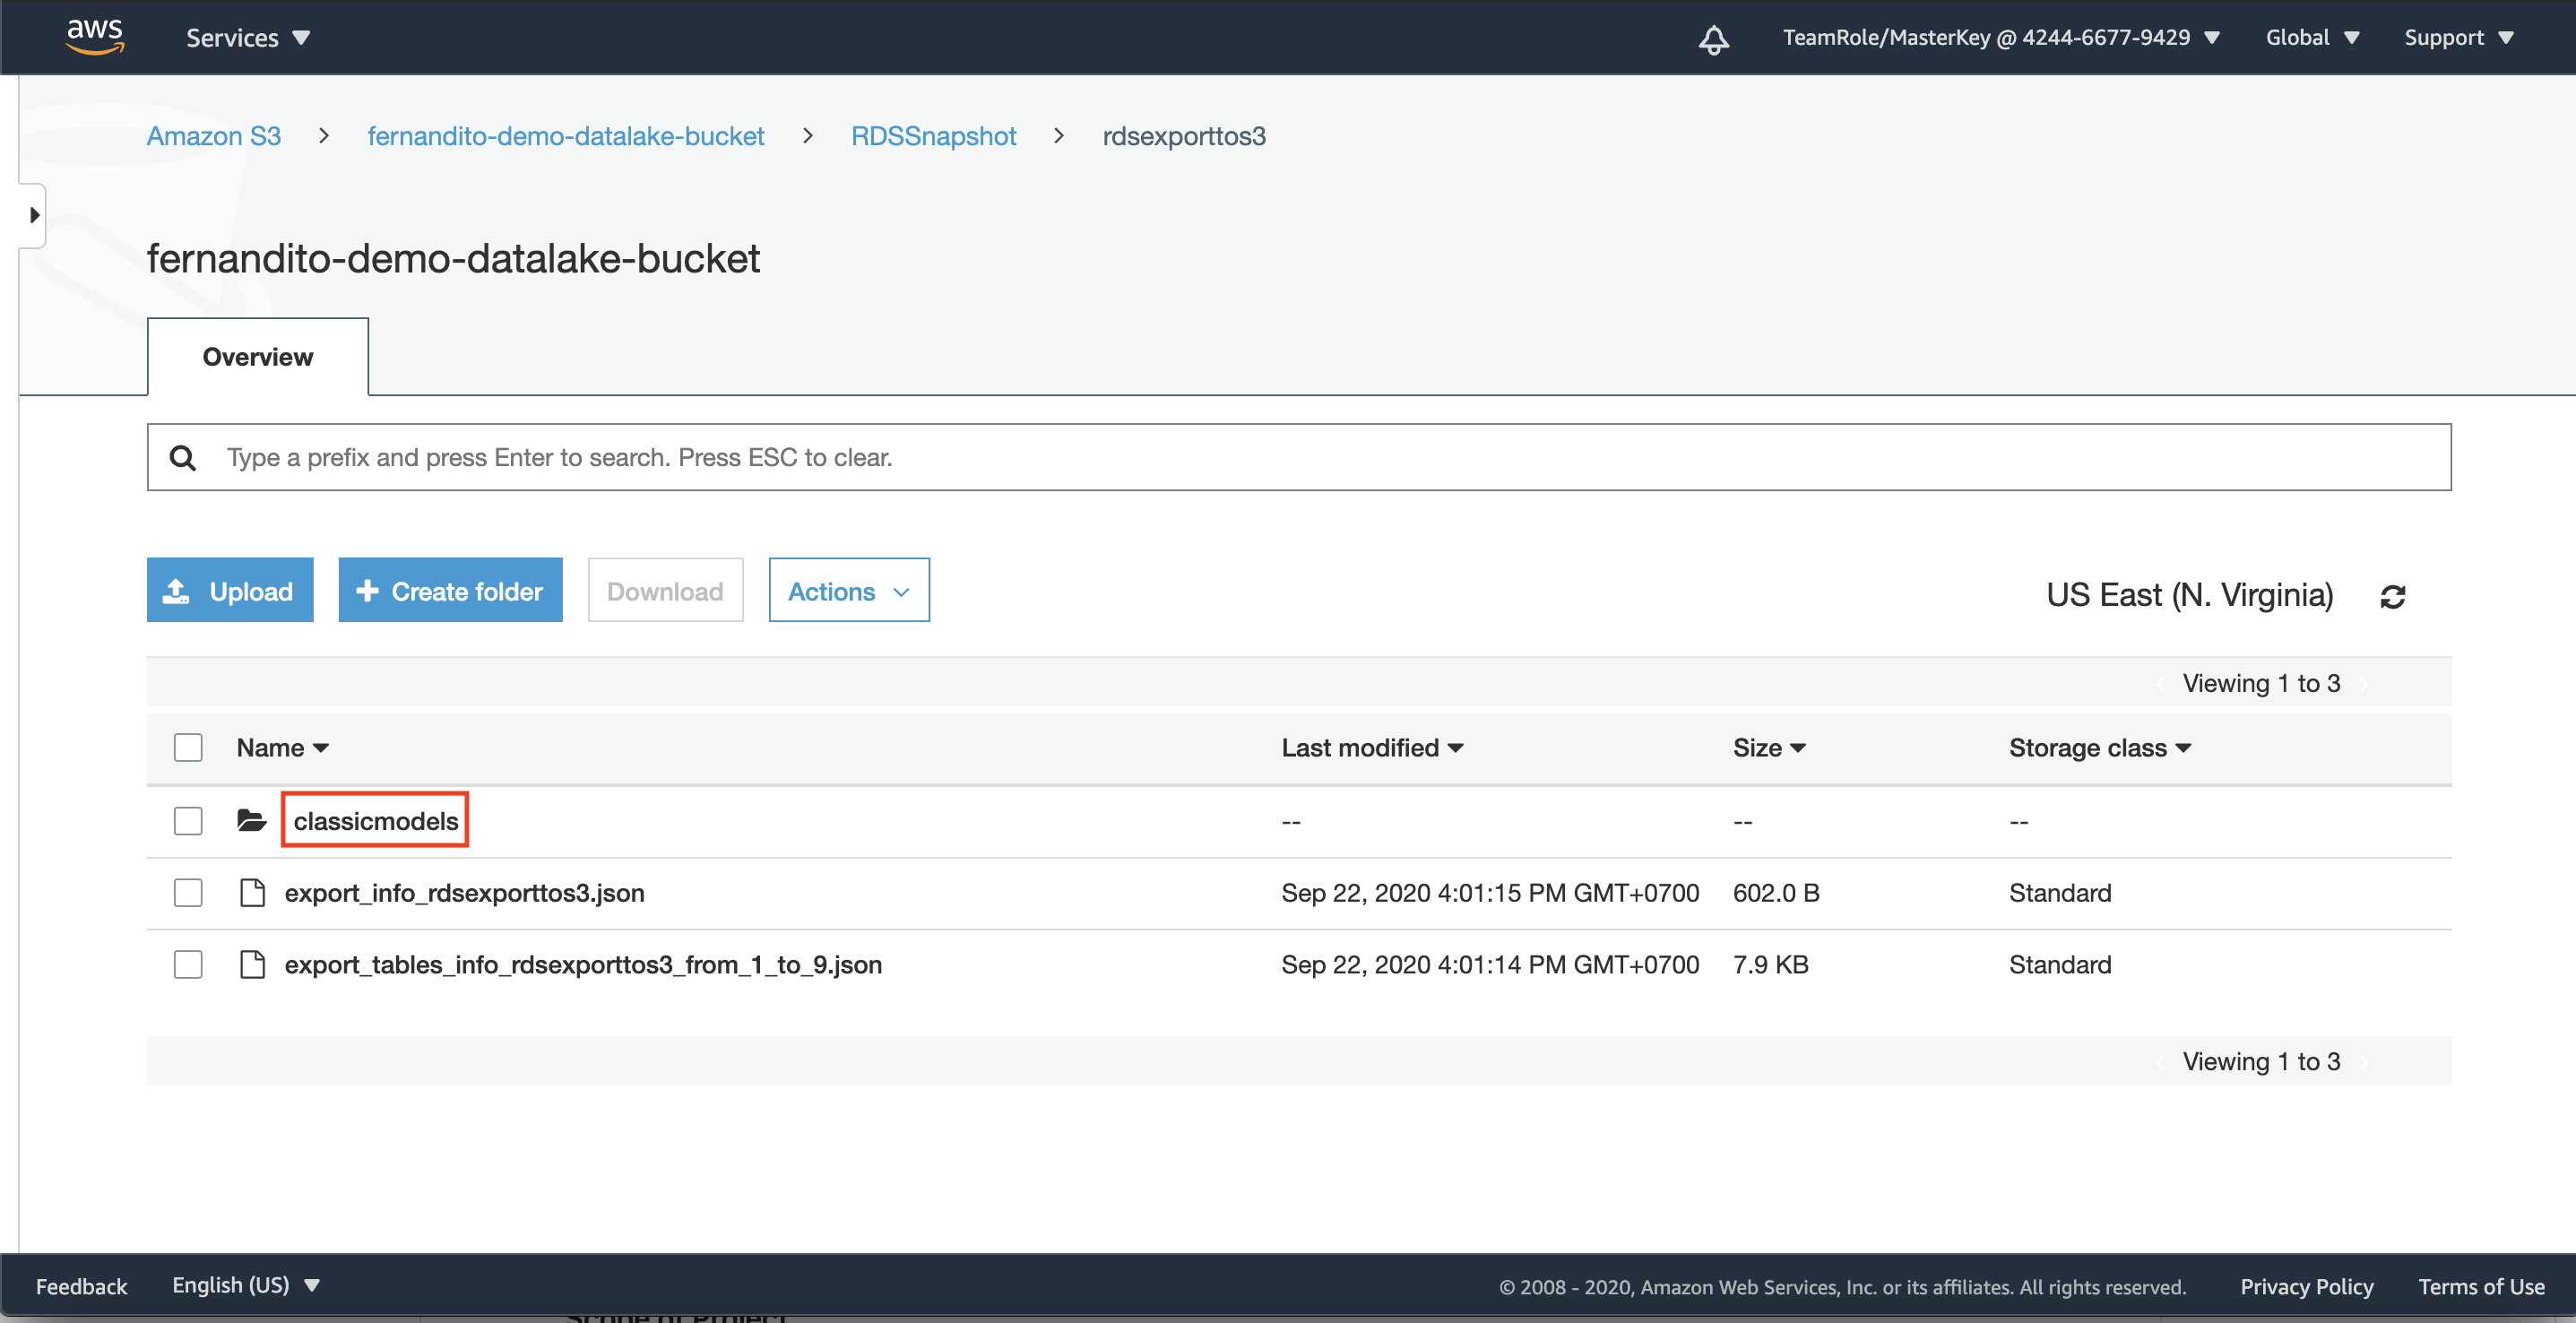 aws Services TeamRole/MasterKey @ 4244-6677-9429 Global Support
Amazon S3 > fernandito-demo-datalake-bucket > RDSSnapshot > rdsexporttos3
fernandito-demo-datalake-bucket
Overview
Type a prefix and press Enter to search. Press ESC to clear.
Upload Create folder Download Actions US East (N. Virginia)
Viewing 1 to 3
Name Last modified Size Storage class
classicmodels -- -- --
export_info_rdsexporttos3.json Sep 22, 2020 4:01:15 PM GMT+0700 602.0 B Standard
export_tables_info_rdsexporttos3_from_1_to_9.json Sep 22, 2020 4:01:14 PM GMT+0700 7.9 KB Standard
Viewing 1 to 3
Feedback English (US) © 2008 - 2020, Amazon Web Services, Inc. or its affiliates. All rights reserved. Privacy Policy Terms of Use
Scope of Project